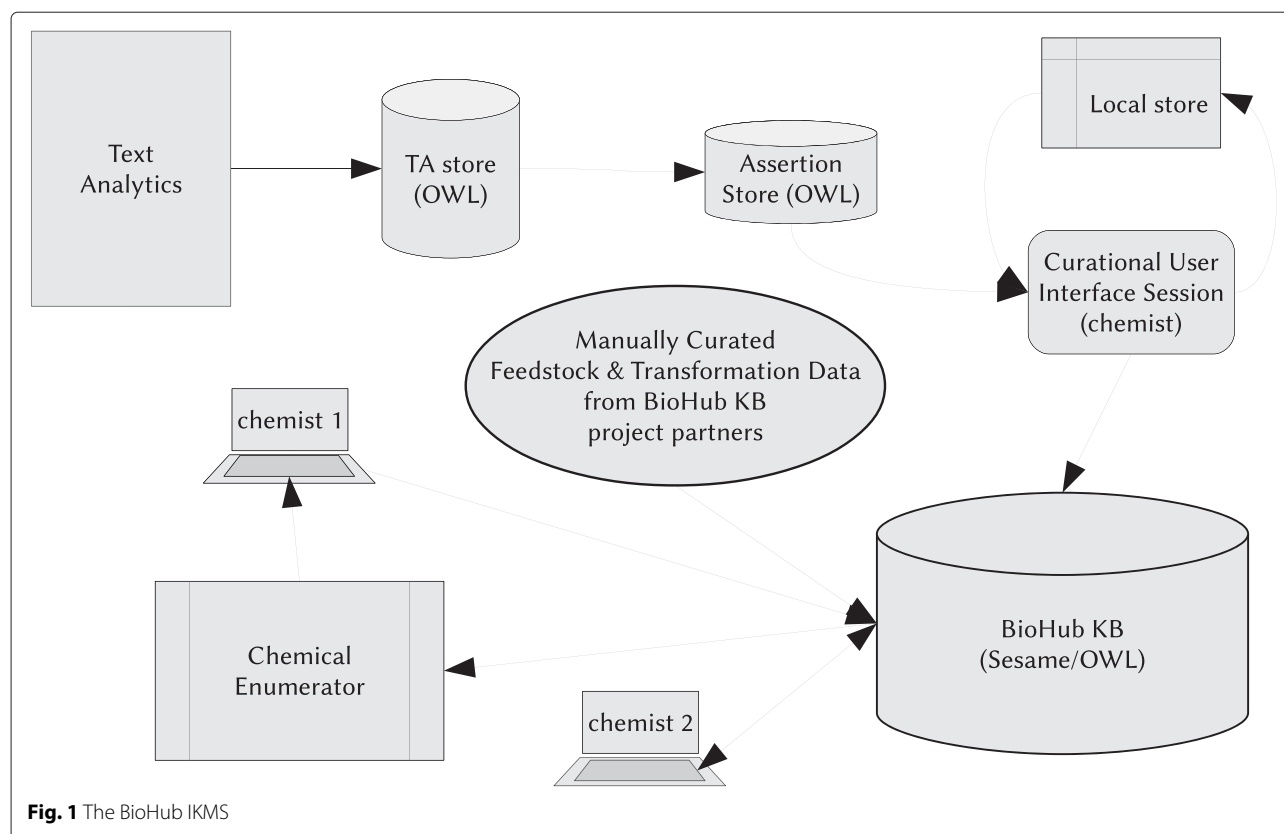 Text
Analytics
TA store
(OWL)
Assertion
Store (OWL)
Local store
Curational User
Interface Session
(chemist)
Manually Curated
Feedstock & Transformation Data
from BioHub KB
project partners
chemist 1
Chemical
Enumerator
chemist 2
BioHub KB
(Sesame/OWL)
Fig. 1 The BioHub IKMS